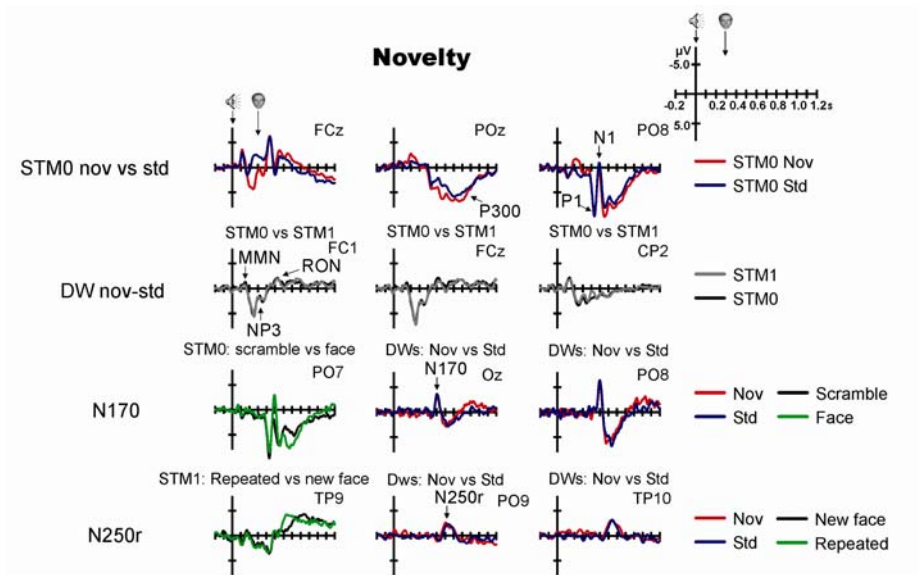 Novelty
µV
-5.0
-0.2 0.2 0.4 0.6 0.8 1.0 1.2s
5.0
STM0 nov vs std
FCz
POz
PO8
N1
P1
P300
STM0 Nov
STM0 Std
STM0 vs STM1
STM0 vs STM1
STM0 vs STM1
DW nov-std
FC1
MMN
RON
NP3
FCz
CP2
STM1
STM0
STM0: scramble vs face
DWs: Nov vs Std
DWs: Nov vs Std
N170
PO7
N170
Oz
PO8
Nov
Scramble
Std
Face
STM1: Repeated vs new face
Dws: Nov vs Std
DWs: Nov vs Std
N250r
TP9
N250r
PO9
TP10
Nov
New face
Std
Repeated